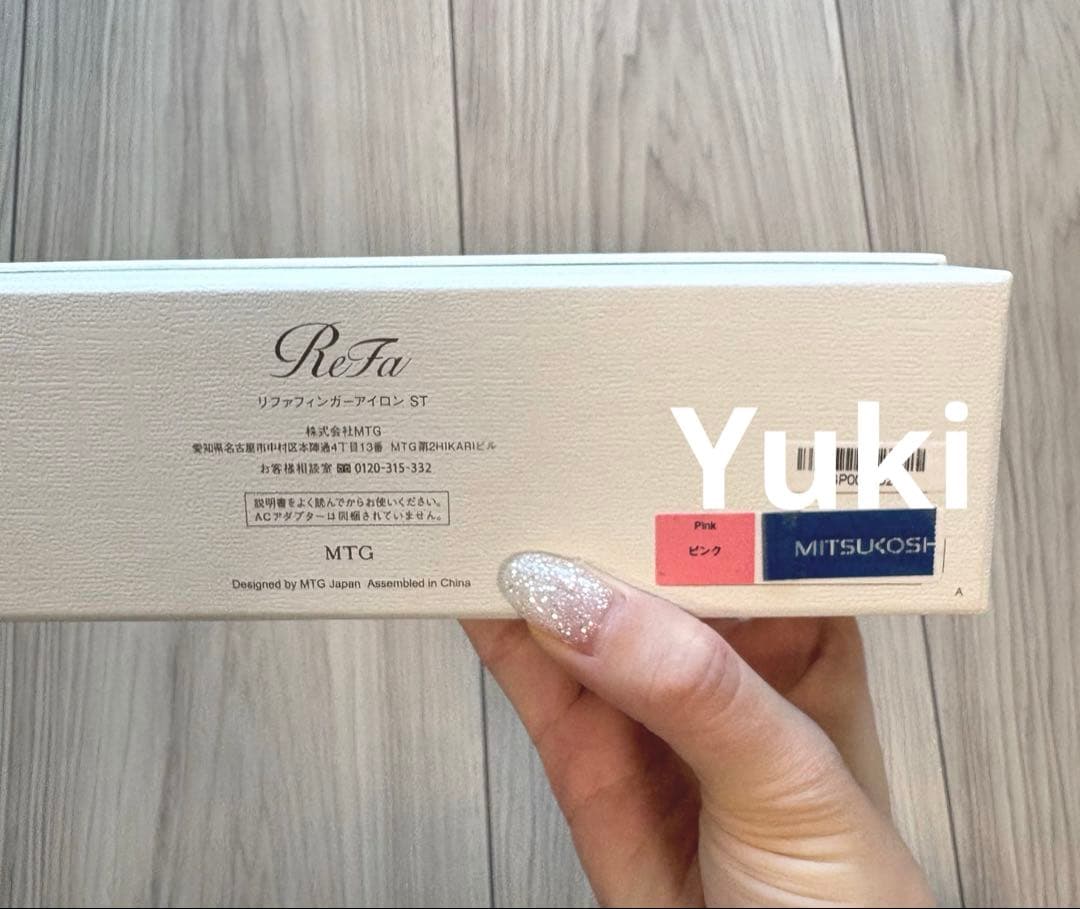 ReFa
リファフィンガーアイロン ST
株式会社MTG
愛知県名古屋市中村区本陣通4丁目13番 MTG第2HIKARIビル
お客様相談室 0120-315-332
説明書をよく読んでからお使いください。
ACアダプターは同梱されていません。
MTG
Designed by MTG Japan Assembled in China
Yuki
Pink
ピンク
MITSUKOSH
A